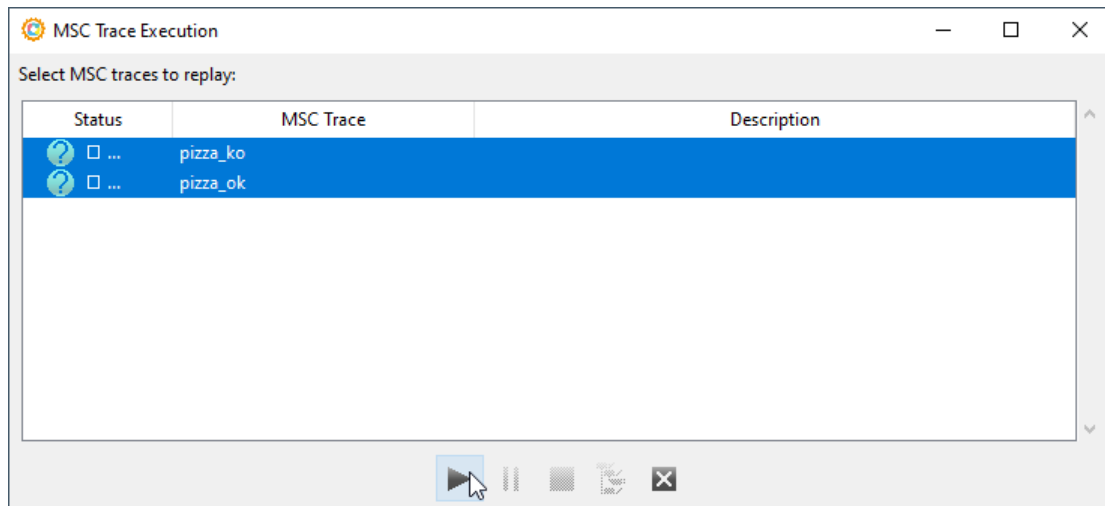 MSC Trace Execution
Select MSC traces to replay:
Status MSC Trace Description
... pizza_ko
... pizza_ok